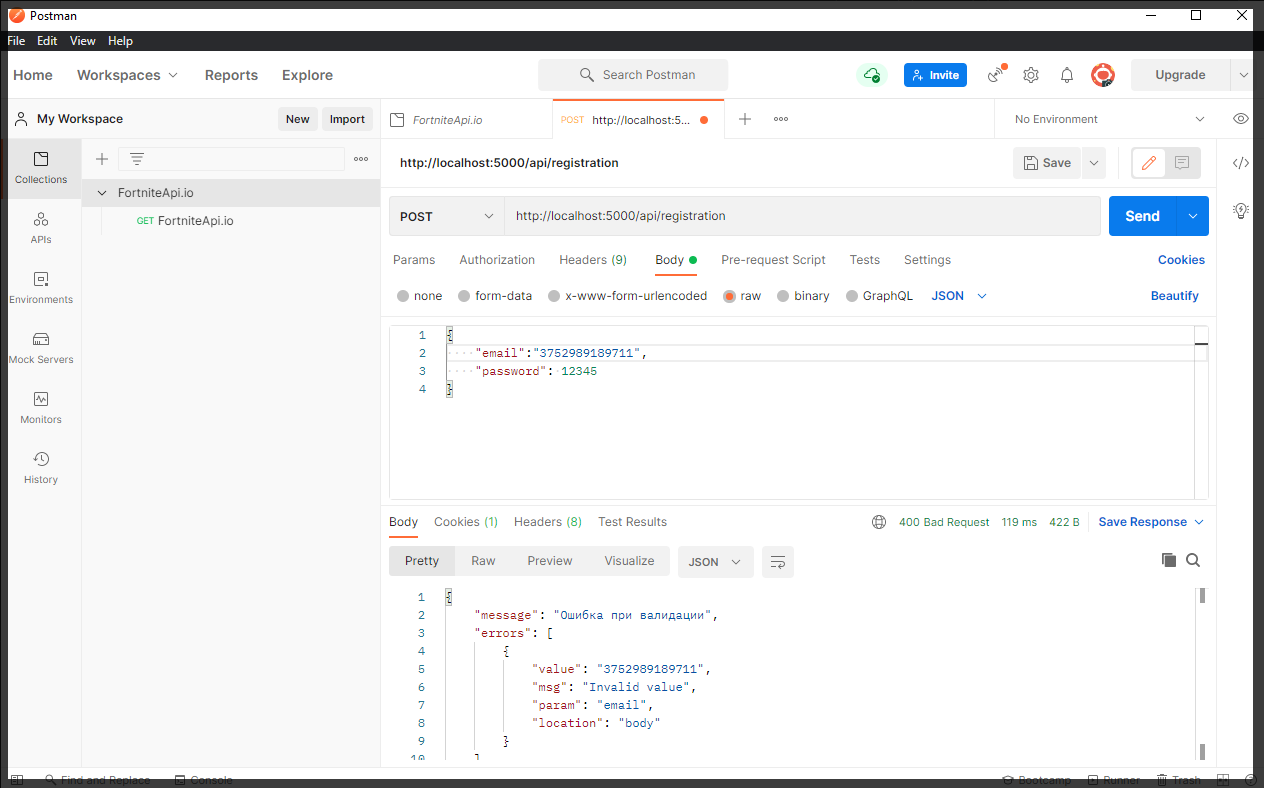 Postman
File Edit View Help
Home Workspaces Reports Explore Search Postman Invite Upgrade
My Workspace New Import
FortniteApi.io POST http://localhost:5... ooo No Environment
Collections
APIs
Environments
Mock Servers
Monitors
History
FortniteApi.io
GET FortniteApi.io
http://localhost:5000/api/registration Save
POST http://localhost:5000/api/registration Send
Params Authorization Headers (9) Body Pre-request Script Tests Settings Cookies
none form-data x-www-form-urlencoded raw binary GraphQL JSON Beautify
1 {
2 ····"email":"3752989189711",
3 ····"password":·12345
4 }
Body Cookies (1) Headers (8) Test Results 400 Bad Request 119 ms 422 B Save Response
Pretty Raw Preview Visualize JSON
1 {
2 "message": "Ошибка при валидации",
3 "errors": [
4 {
5 "value": "3752989189711",
6 "msg": "Invalid value",
7 "param": "email",
8 "location": "body"
9 }
10 ]
Find and Replace Console Bootcamp Runner Trash